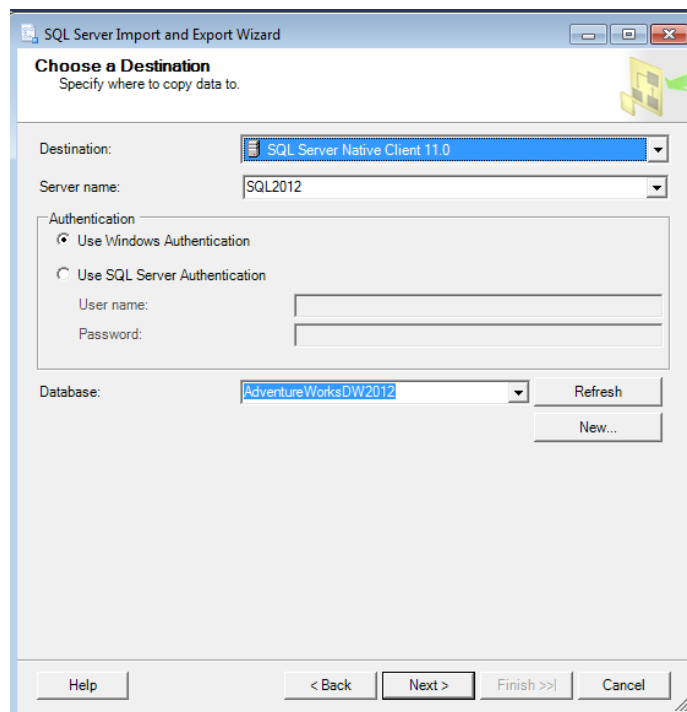 SQL Server Import and Export Wizard
Choose a Destination
Specify where to copy data to.
Destination: SQL Server Native Client 11.0
Server name: SQL2012
Authentication
Use Windows Authentication
Use SQL Server Authentication
User name:
Password:
Database: AdventureWorksDW2012 Refresh
New...
Help < Back Next > Finish >>| Cancel